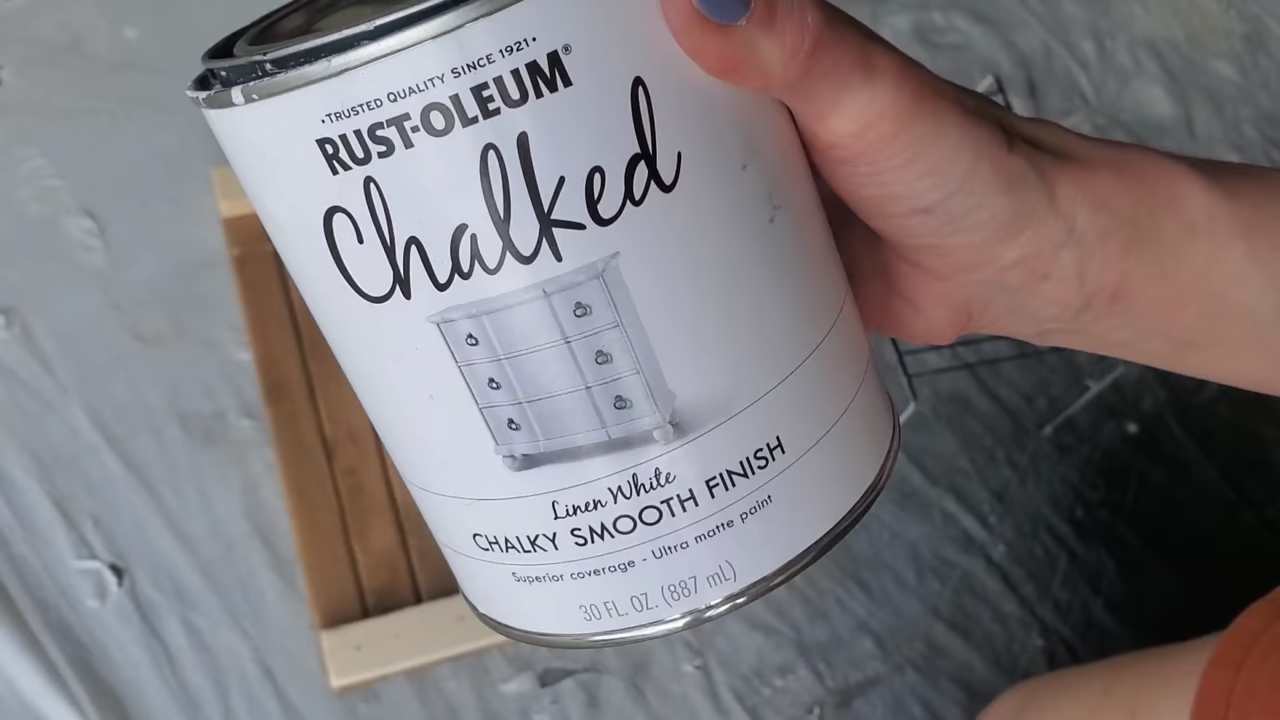 •TRUSTED QUALITY SINCE 1921•
RUST-OLEUM®
Chalked
Linen White
CHALKY SMOOTH FINISH
Superior coverage - Ultra matte paint
30 FL. OZ. (887 mL)